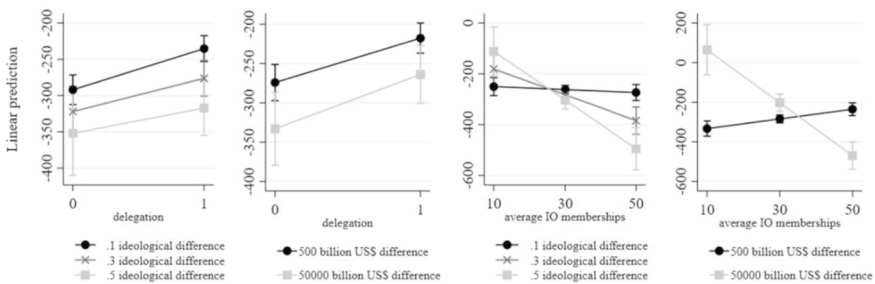 Linear prediction
-200
-250
-300
-350
-400
0 1
delegation
.1 ideological difference
.3 ideological difference
.5 ideological difference
-200
-250
-300
-350
-400
0 1
delegation
500 billion US$ difference
50000 billion US$ difference
0
-200
-400
-600
10 30 50
average IO memberships
.1 ideological difference
.3 ideological difference
.5 ideological difference
200
0
-200
-400
-600
10 30 50
average IO memberships
500 billion US$ difference
50000 billion US$ difference